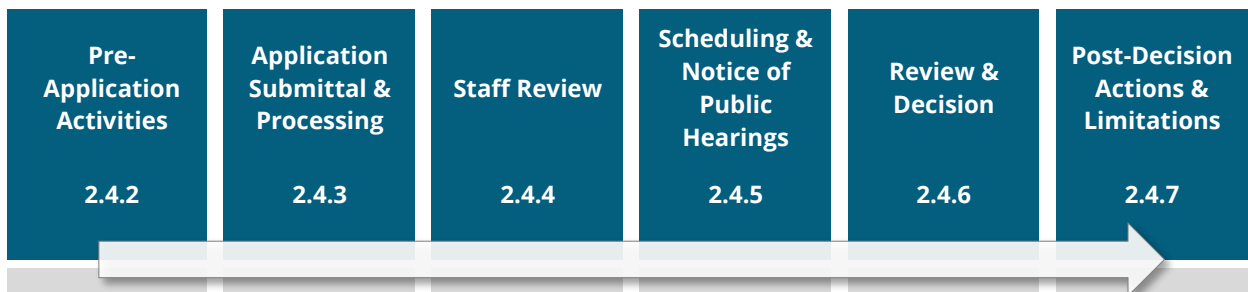 Pre-
Application
Activities
2.4.2
Application
Submittal &
Processing
2.4.3
Staff Review
2.4.4
Scheduling &
Notice of
Public
Hearings
2.4.5
Review &
Decision
2.4.6
Post-Decision
Actions &
Limitations
2.4.7